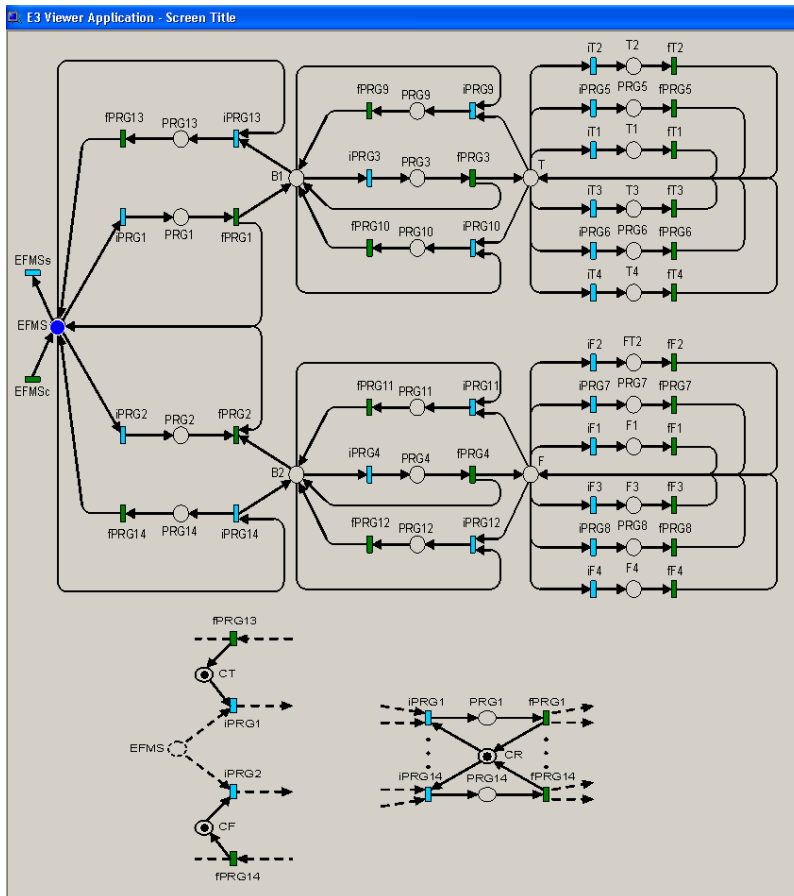 E3 Viewer Application - Screen Title
iT2 T2 fT2
fPRG9 PRG9 iPRG9
iPRG5 PRG5 fPRG5
fPRG13 PRG13 iPRG13
iT1 T1 fT1
iPRG3 PRG3 fPRG3
B1
T
iT3 T3 fT3
iPRG1 PRG1 fPRG1
fPRG10 PRG10 iPRG10
iPRG6 PRG6 fPRG6
EFMSs
iT4 T4 fT4
EFMS
iF2 FT2 fF2
EFMSc
fPRG11 PRG11 iPRG11
iPRG7 PRG7 fPRG7
iPRG2 PRG2 fPRG2
iF1 F1 fF1
iPRG4 PRG4 fPRG4
B2
F
iF3 F3 fF3
fPRG14 PRG14 iPRG14
fPRG12 PRG12 iPRG12
iPRG8 PRG8 fPRG8
iF4 F4 fF4
fPRG13
CT
iPRG1
EFMS
iPRG2
CF
fPRG14
iPRG1 PRG1 fPRG1
CR
iPRG14 PRG14 fPRG14